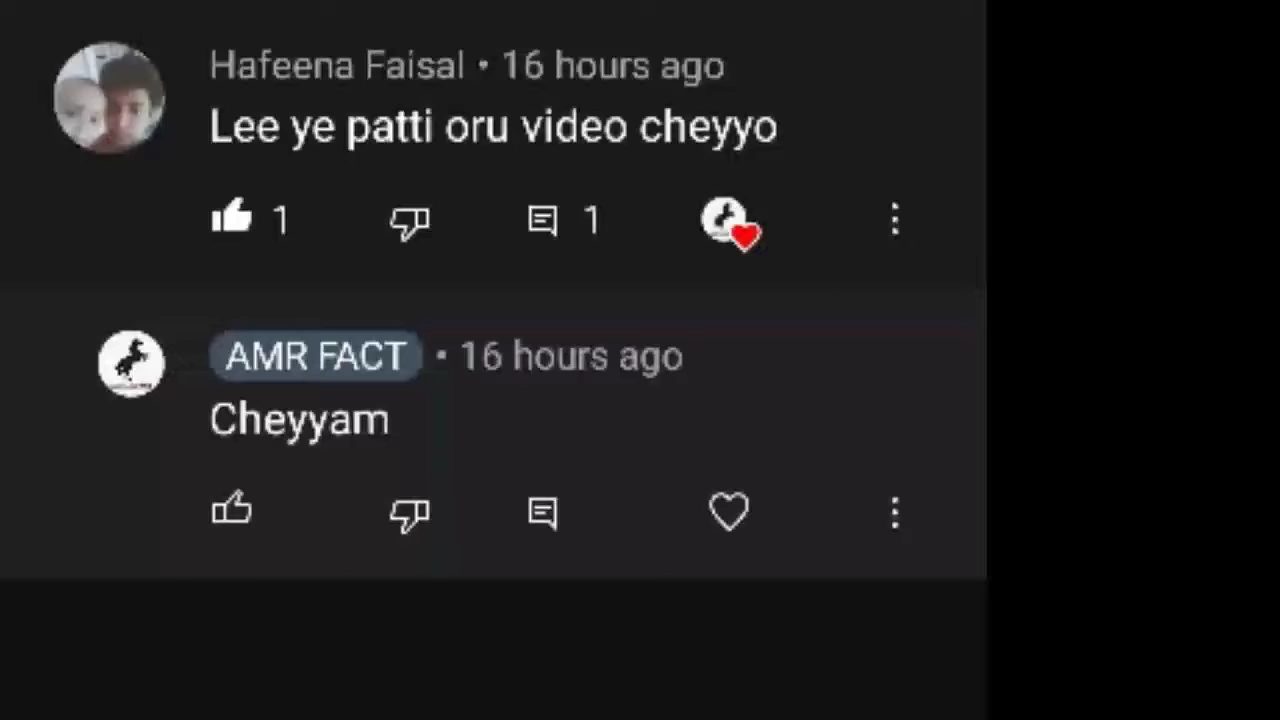 Hafeena Faisal • 16 hours ago
Lee ye patti oru video cheyyo
1 1
AMR FACT • 16 hours ago
Cheyyam